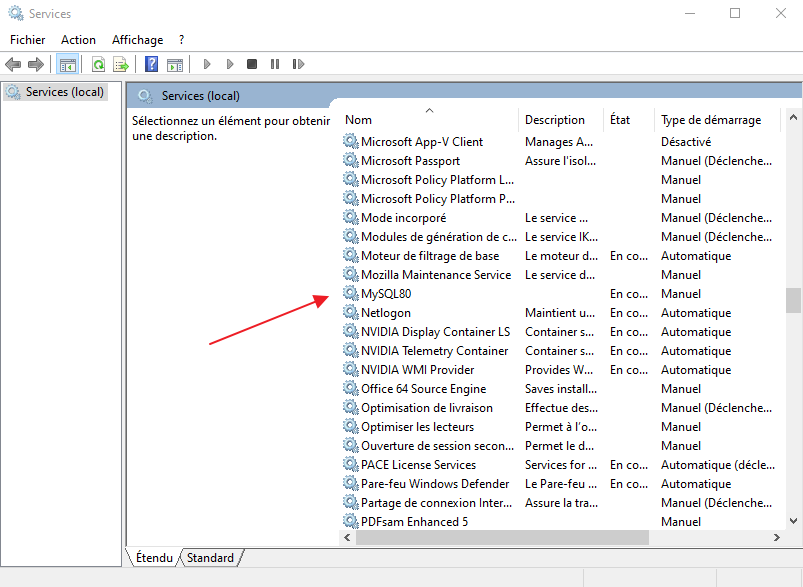 Services
Fichier Action Affichage ?
Services (local)
Services (local)
Sélectionnez un élément pour obtenir
une description.
Nom Description État Type de démarrage
Microsoft App-V Client Manages A... Désactivé
Microsoft Passport Assure l'isol... Manuel (Déclenche...
Microsoft Policy Platform L... Manuel
Microsoft Policy Platform P... Manuel
Mode incorporé Le service ... Manuel (Déclenche...
Modules de génération de c... Le service IK... Manuel (Déclenche...
Moteur de filtrage de base Le moteur d... En co... Automatique
Mozilla Maintenance Service Le service d... Manuel
MySQL80 En co... Manuel
Netlogon Maintient u... En co... Automatique
NVIDIA Display Container LS Container s... En co... Automatique
NVIDIA Telemetry Container Container s... En co... Automatique
NVIDIA WMI Provider Provides W... En co... Automatique
Office 64 Source Engine Saves install... Manuel
Optimisation de livraison Effectue des... Manuel (Déclenche...
Optimiser les lecteurs Permet à l'o... Manuel
Ouverture de session secon... Permet le d... Manuel
PACE License Services Services for ... En co... Automatique (décle...
Pare-feu Windows Defender Le Pare-feu ... En co... Automatique
Partage de connexion Inter... Assure la tra... Manuel (Déclenche...
PDFsam Enhanced 5 Manuel
Étendu Standard